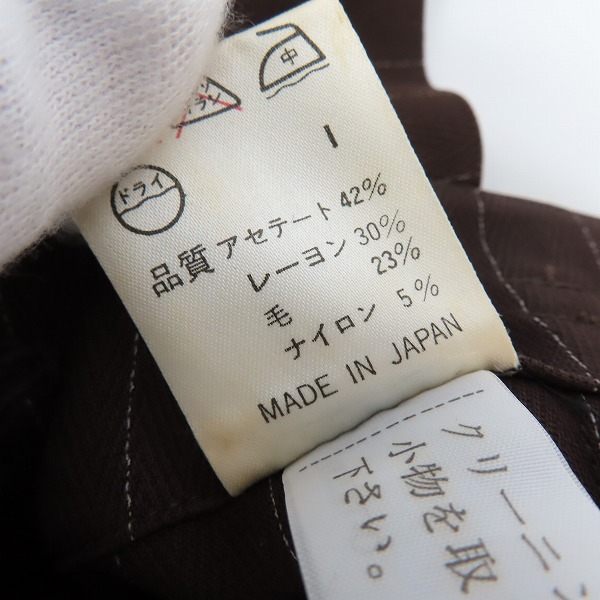 中
ドライ
品質 アセテート 42%
レーヨン 30%
毛 23%
ナイロン 5%
MADE IN JAPAN
クリーニン
小物を取
下さい。